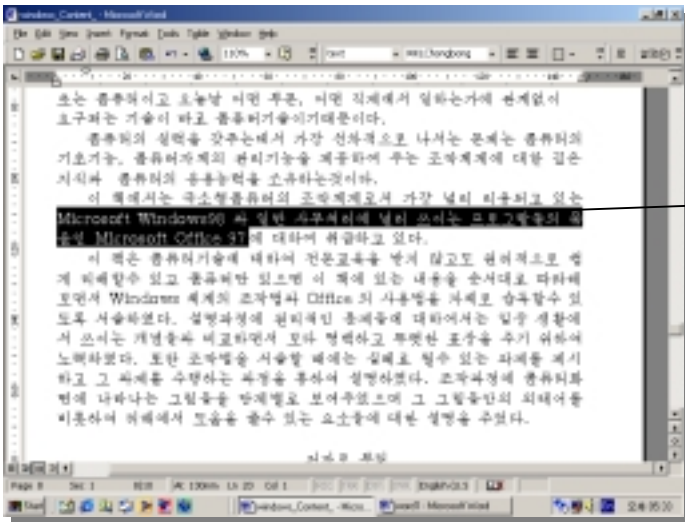 windows_Content_ - Microsoft Word
File Edit View Insert Format Tools Table Window Help
110% text
또는 콤퓨터이고 오늘날 어떤 부문, 어떤 직제에서 일하는가에 관계없이
요구되는 기술이 바로 콤퓨터기술이기때문이다.
콤퓨터의 실력을 갖추는데서 가장 선차적으로 나서는 문제는 콤퓨터의
기초기능, 콤퓨터자체의 관리기능을 제공하여 주는 조작체계에 대한 깊은
지식과 콤퓨터의 응용능력을 소유하는것이다.
이 책에서는 극소형콤퓨터의 조작체계로서 가장 널리 리용되고 있는
Microsoft Windows98 과 일반 사무처리에 널리 쓰이는 프로그람들의 묶
음인 Microsoft Office 97에 대하여 취급하고 있다.
이 책은 콤퓨터기술에 대하여 전문교육을 받지 않고도 원리적으로 쉽
게 리해할수 있고 콤퓨터만 있으면 이 책에 있는 내용을 순서대로 따라해
보면서 Windows 체계의 조작법과 Office 의 사용법을 자체로 습득할수 있
도록 서술하였다. 설명과정에 원리적인 문제들에 대하여서는 일상 생활에
서 쓰이는 개념들과 비교하면서 보다 명백하고 뚜렷한 표상을 주기 위하여
노력하였다. 또한 조작법을 서술할 때에는 실례로 될수 있는 과제를 제시
하고 그 과제를 수행하는 과정을 통하여 설명하였다. 조작과정에 콤퓨터화
면에 나타나는 그림들을 단계별로 보여주었으며 그 그림들안의 외래어를
비롯하여 리해에서 도움을 줄수 있는 요소들에 대한 설명을 주었다.
Page 8 Sec 1 At 130mm Ln 20 Col 1 English (U.S.)
Start windows_Content_ - Micro... - Microsoft Word